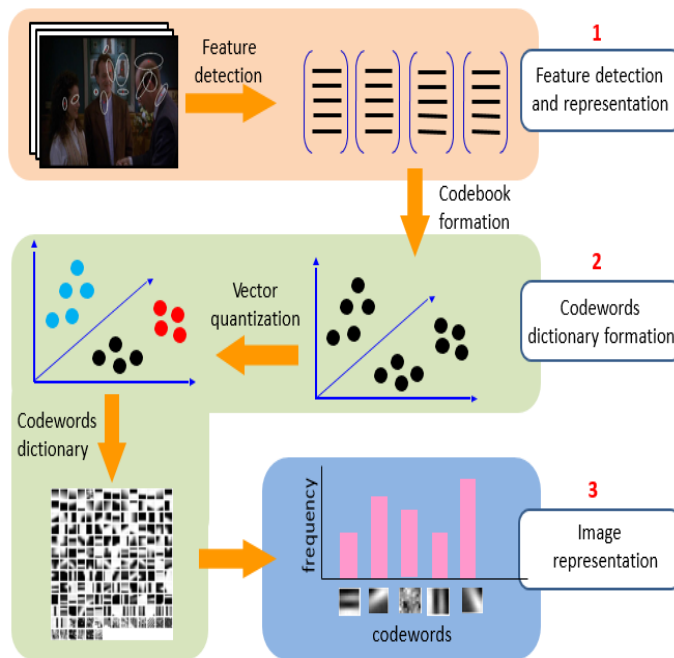 1
Feature
detection
Feature detection
and representation
Codebook
formation
2
Vector
quantization
Codewords
dictionary formation
Codewords
dictionary
3
frequency
Image
representation
codewords